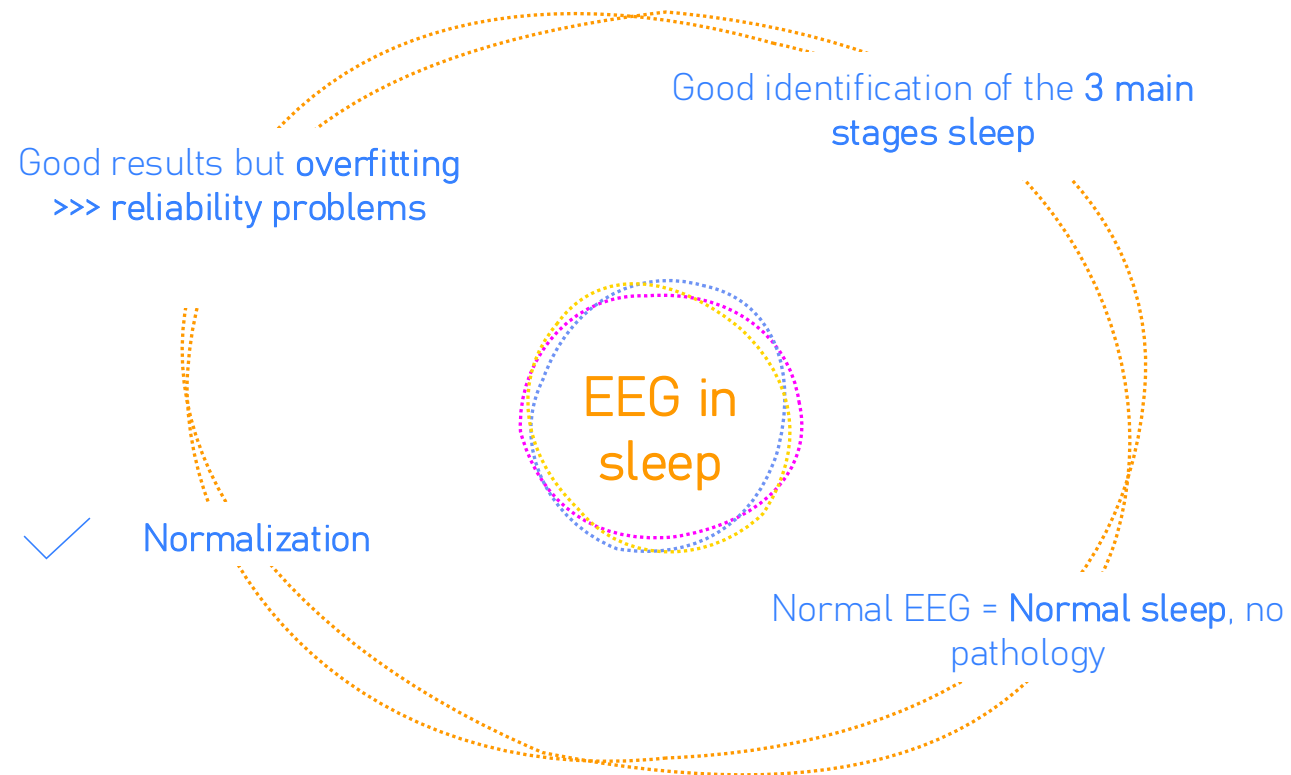 Good identification of the 3 main
stages sleep
Good results but overfitting
>>> reliability problems
EEG in
sleep
Normalization
Normal EEG = Normal sleep, no
pathology